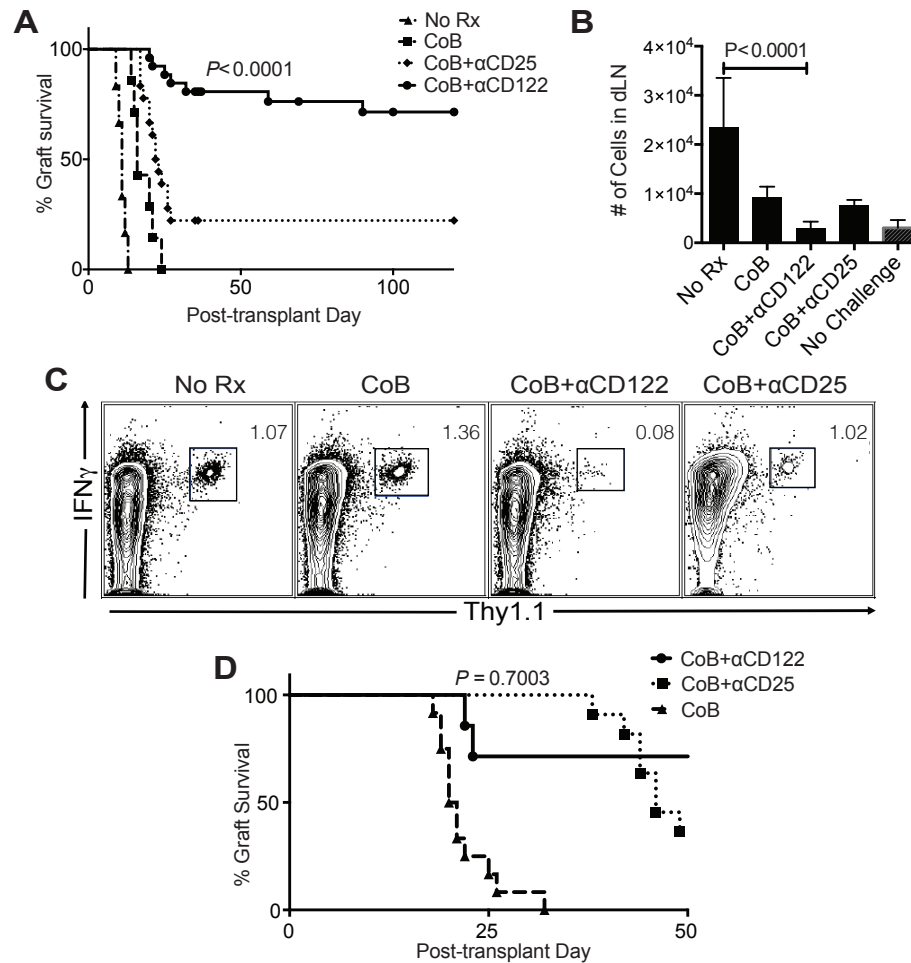 A
No Rx
CoB
CoB+αCD25
CoB+αCD122
P<0.0001
% Graft survival
100
50
0
0
50
100
Post-transplant Day
B
P<0.0001
# of Cells in dLN
4×10⁴
3×10⁴
2×10⁴
1×10⁴
0
No Rx
CoB
CoB+αCD122
CoB+αCD25
No Challenge
C
No Rx
CoB
CoB+αCD122
CoB+αCD25
1.07
1.36
0.08
1.02
IFNγ
Thy1.1
D
P = 0.7003
CoB+αCD122
CoB+αCD25
CoB
% Graft Survival
100
50
0
0
25
50
Post-transplant Day